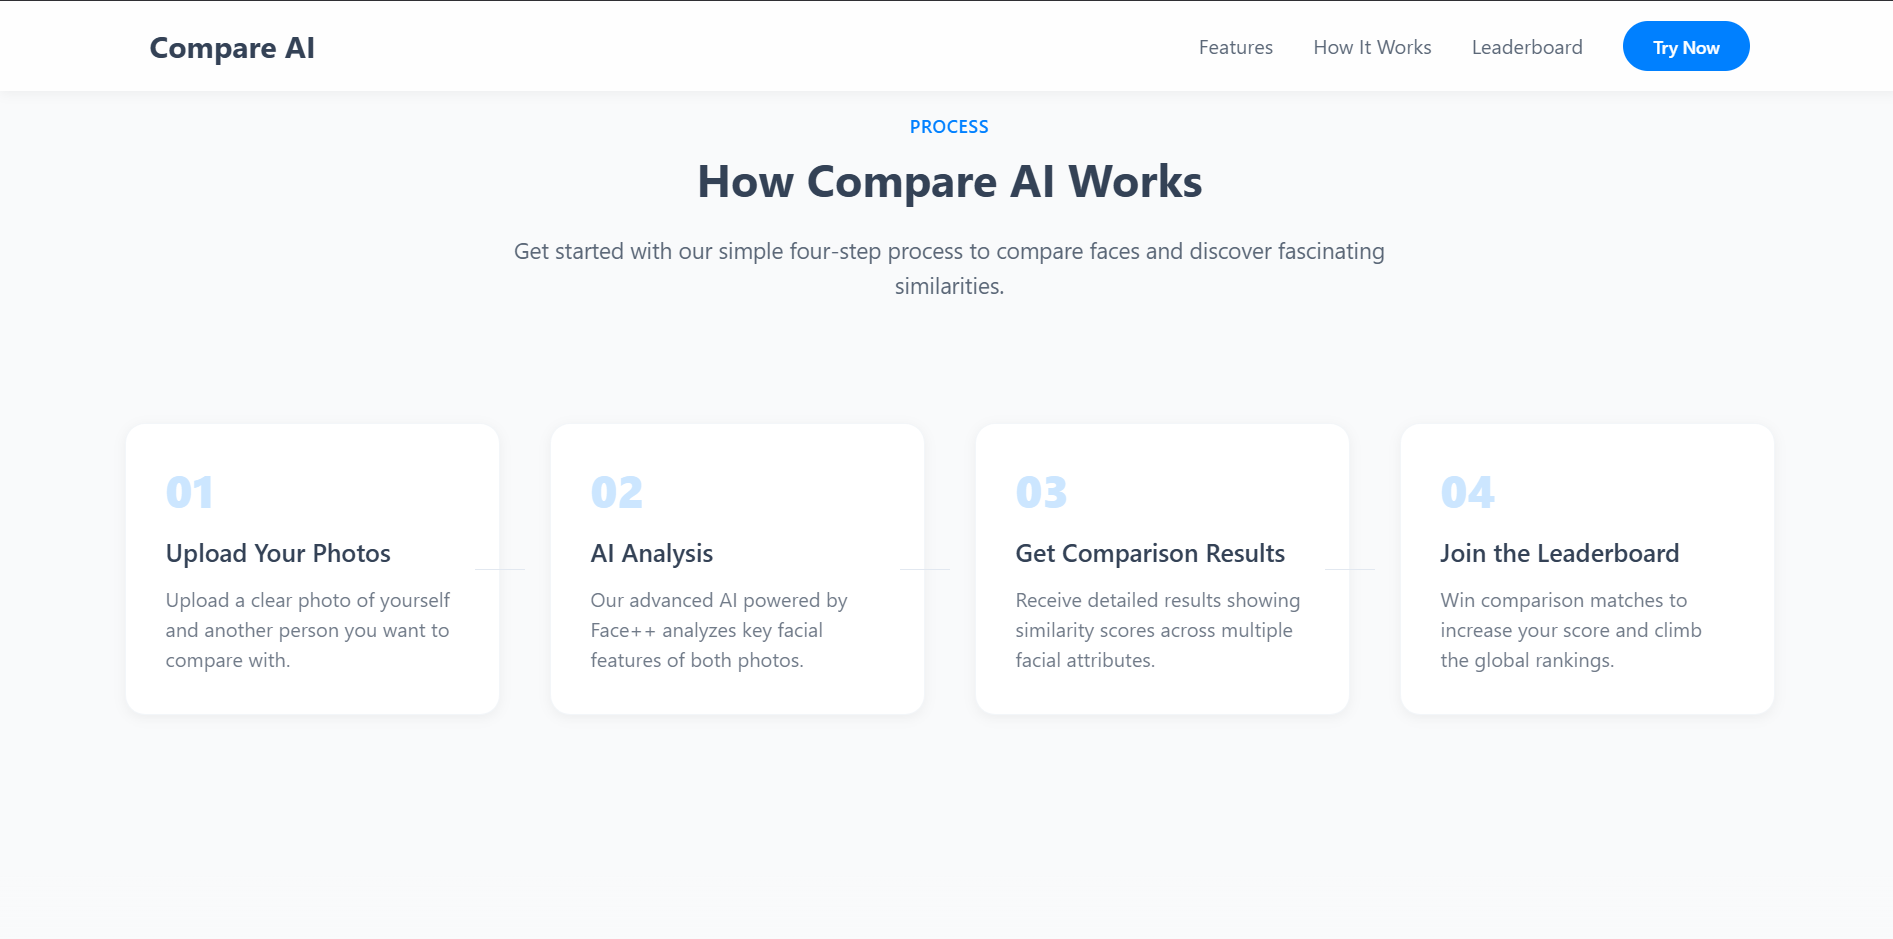 Compare AI
Features
How It Works
Leaderboard
Try Now
PROCESS
How Compare AI Works
Get started with our simple four-step process to compare faces and discover fascinating
similarities.
01
Upload Your Photos
Upload a clear photo of yourself
and another person you want to
compare with.
02
AI Analysis
Our advanced AI powered by
Face++ analyzes key facial
features of both photos.
03
Get Comparison Results
Receive detailed results showing
similarity scores across multiple
facial attributes.
04
Join the Leaderboard
Win comparison matches to
increase your score and climb
the global rankings.